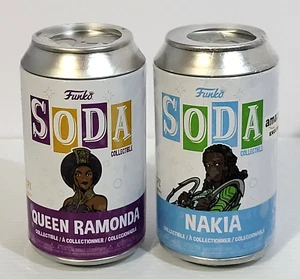 Funko
SODA
COLLECTIBLE
QUEEN RAMONDA
COLLECTIBLE / À COLLECTIONNER / COLECCIONABLE
Funko
SODA
COLLECTIBLE
NAKIA
COLLECTIBLE / À COLLECTIONNER / COLECCIONABLE